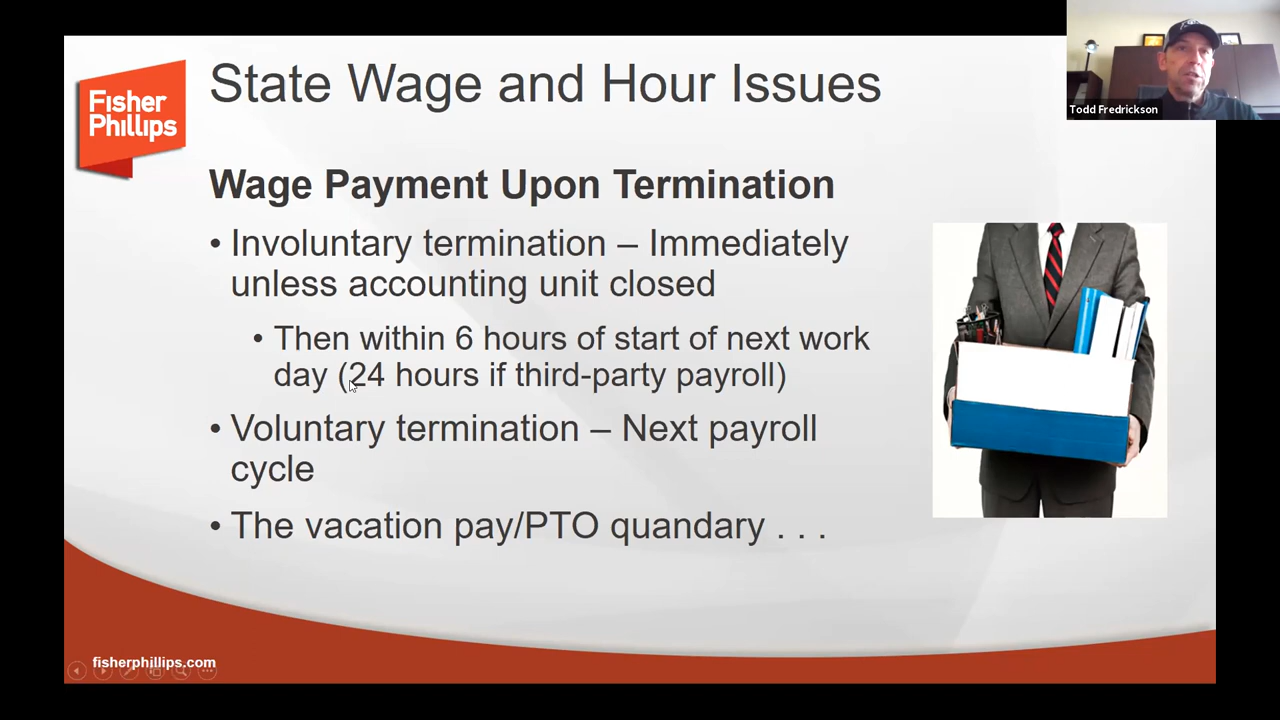 State Wage and Hour Issues
Fisher
Phillips
Todd Fredrickson
Wage Payment Upon Termination
• Involuntary termination – Immediately
unless accounting unit closed
• Then within 6 hours of start of next work
day (24 hours if third-party payroll)
• Voluntary termination – Next payroll
cycle
• The vacation pay/PTO quandary . . .
fisherphillips.com